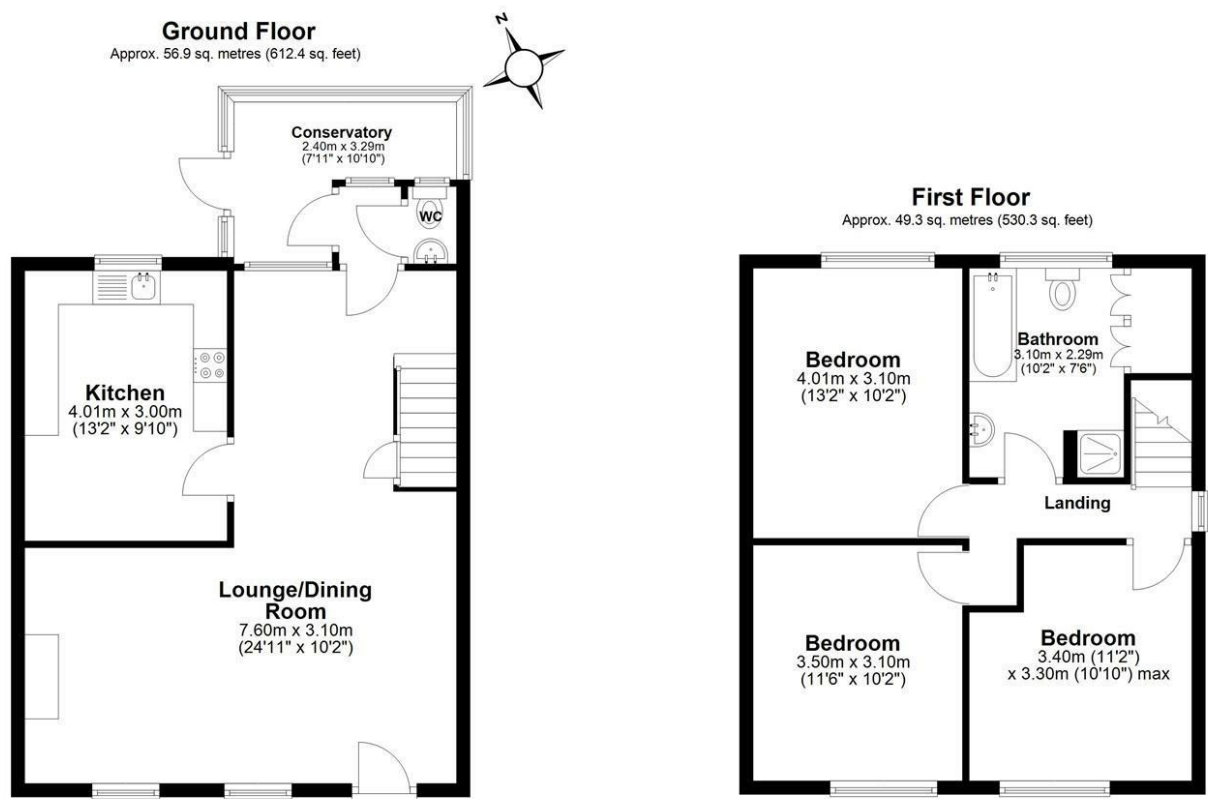 Ground Floor
Approx. 56.9 sq. metres (612.4 sq. feet)
N
Conservatory
2.40m x 3.29m
(7'11" x 10'10")
WC
Kitchen
4.01m x 3.00m
(13'2" x 9'10")
Lounge/Dining
Room
7.60m x 3.10m
(24'11" x 10'2")
First Floor
Approx. 49.3 sq. metres (530.3 sq. feet)
Bedroom
4.01m x 3.10m
(13'2" x 10'2")
Bathroom
3.10m x 2.29m
(10'2" x 7'6")
Landing
Bedroom
3.50m x 3.10m
(11'6" x 10'2")
Bedroom
3.40m (11'2")
x 3.30m (10'10") max